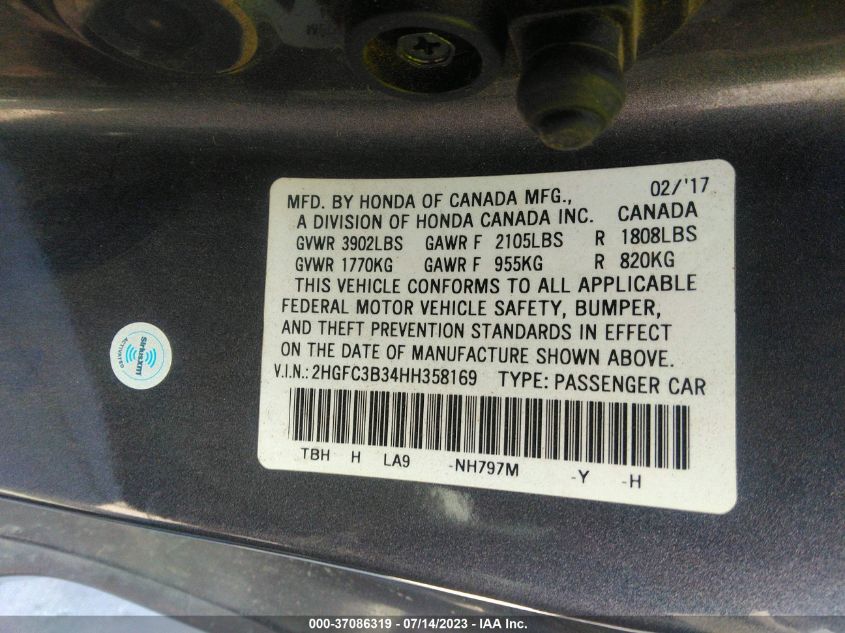 MFD. BY HONDA OF CANADA MFG., 02/'17
A DIVISION OF HONDA CANADA INC. CANADA
GVWR 3902LBS GAWR F 2105LBS R 1808LBS
GVWR 1770KG GAWR F 955KG R 820KG
THIS VEHICLE CONFORMS TO ALL APPLICABLE
FEDERAL MOTOR VEHICLE SAFETY, BUMPER,
AND THEFT PREVENTION STANDARDS IN EFFECT
ON THE DATE OF MANUFACTURE SHOWN ABOVE.
V.I.N.: 2HGFC3B34HH358169 TYPE: PASSENGER CAR
TBH H LA9 -NH797M -Y -H
siriusxm
ACTIVATED
000-37086319 - 07/14/2023 - IAA Inc.